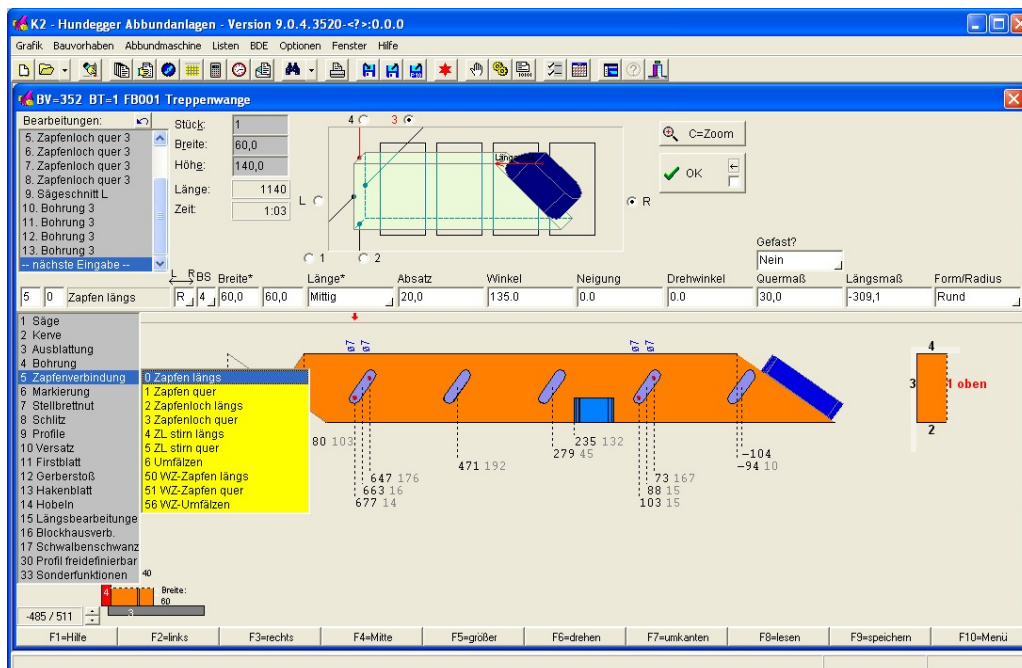 K2 - Hundegger Abbundanlagen - Version 9.0.4.3520-<?>:0.0.0
Grafik Bauvorhaben Abbundmaschine Listen BDE Optionen Fenster Hilfe
BV=352 BT=1 FB001 Treppenwange
Bearbeitungen:
5. Zapfenloch quer 3
6. Zapfenloch quer 3
7. Zapfenloch quer 3
8. Zapfenloch quer 3
9. Sägeschnitt L
10. Bohrung 3
11. Bohrung 3
12. Bohrung 3
13. Bohrung 3
-- nächste Eingabe --
Stück: 1
Breite: 60,0
Höhe: 140,0
Länge: 1140
Zeit: 1:03
4 3
Länge
L R
1 2
C=Zoom
OK
Gefast?
Nein
L R BS Breite* Länge* Absatz Winkel Neigung Drehwinkel Quermaß Längsmaß Form/Radius
5 0 Zapfen längs R 4 60,0 60,0 Mittig 20,0 135.0 0.0 0.0 30,0 -309,1 Rund
1 Säge
2 Kerve
3 Ausblattung
4 Bohrung
5 Zapfenverbindung
6 Markierung
7 Stellbrettnut
8 Schlitz
9 Profile
10 Versatz
11 Firstblatt
12 Gerberstoß
13 Hakenblatt
14 Hobeln
15 Längsbearbeitunge
16 Blockhausverb.
17 Schwalbenschwanz
30 Profil freidefinierbar
33 Sonderfunktionen
0 Zapfen längs
1 Zapfen quer
2 Zapfenloch längs
3 Zapfenloch quer
4 ZL stirn längs
5 ZL stirn quer
6 Umfälzen
50 WZ-Zapfen längs
51 WZ-Zapfen quer
56 WZ-Umfälzen
ø7 ø7 ø7 ø7
80 103
647 176
663 16
677 14
471 192
235 132
279 45
73 167
88 15
103 15
-104
-94 10
4
3 1 oben
2
40
4 Breite:
60
3
-485 / 511
F1=Hilfe F2=links F3=rechts F4=Mitte F5=größer F6=drehen F7=umkanten F8=lesen F9=speichern F10=Menü